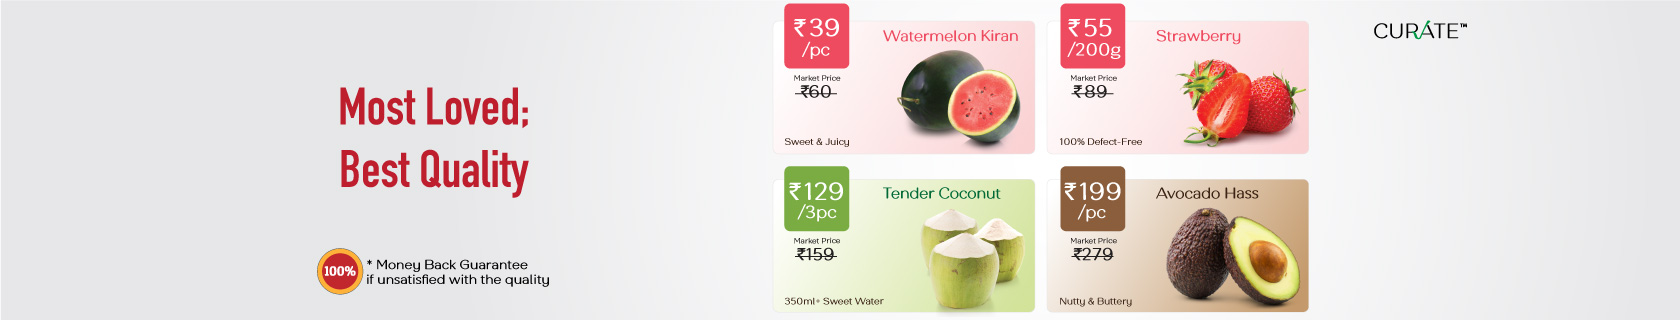 Most Loved;
Best Quality
100%
* Money Back Guarantee
if unsatisfied with the quality
₹39
/pc
Watermelon Kiran
Market Price
₹60
Sweet & Juicy
₹55
/200g
Strawberry
Market Price
₹89
100% Defect-Free
₹129
/3pc
Tender Coconut
Market Price
₹159
350ml+ Sweet Water
₹199
/pc
Avocado Hass
Market Price
₹279
Nutty & Buttery
CURATE™